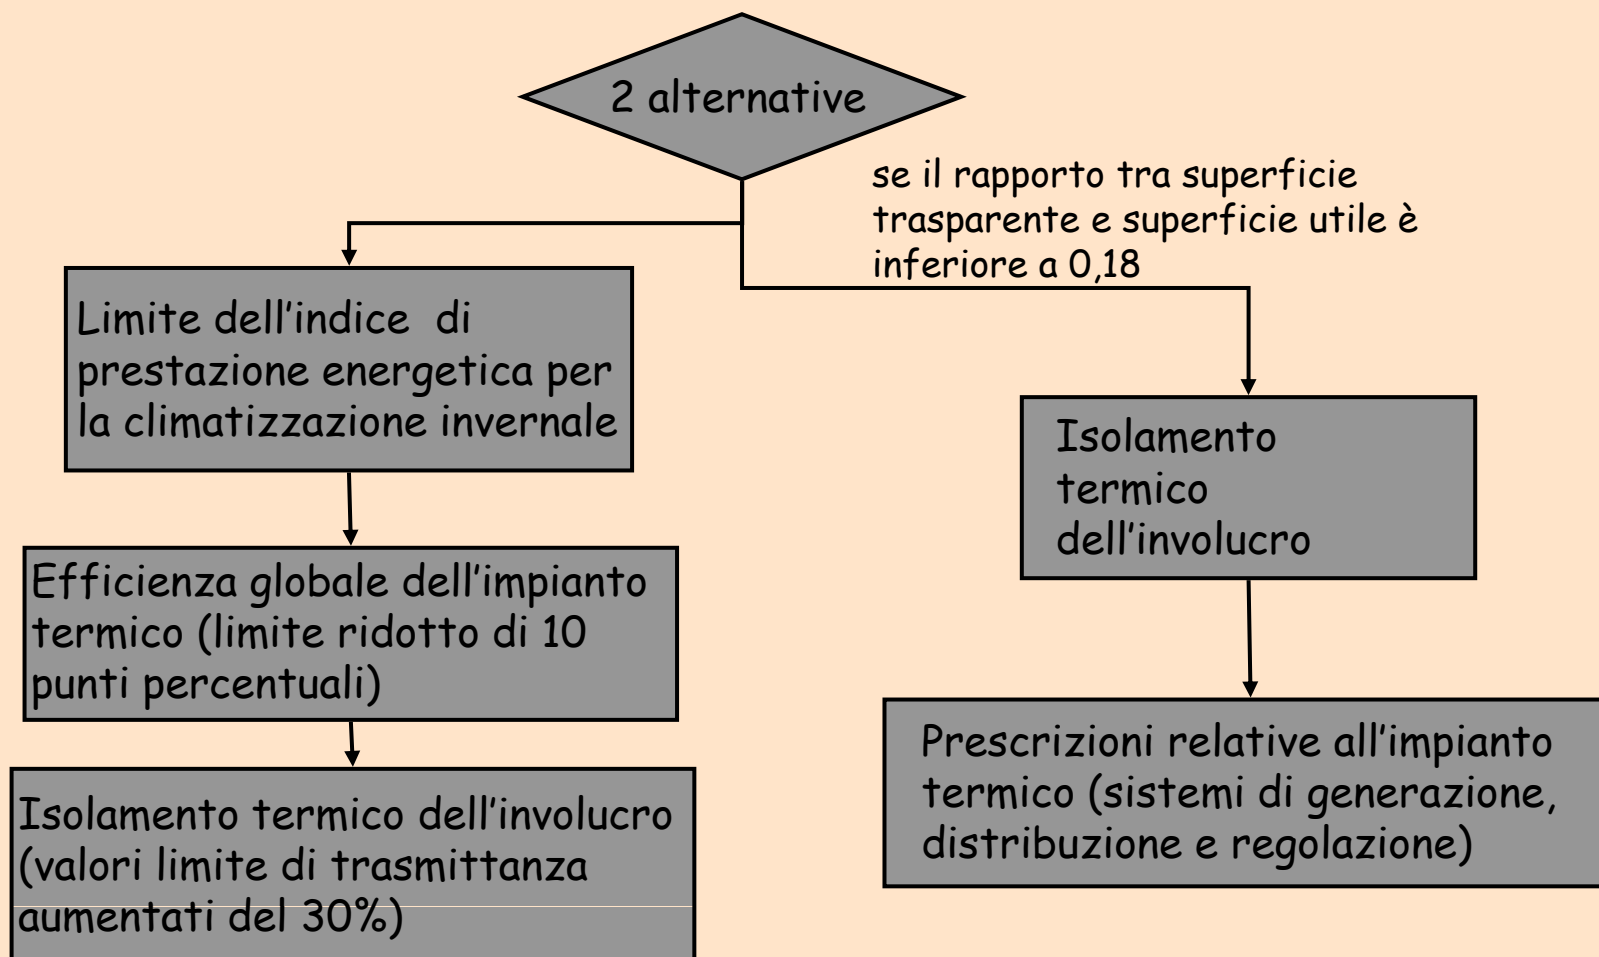 2 alternative
se il rapporto tra superficie
trasparente e superficie utile è
inferiore a 0,18
Limite dell'indice di
prestazione energetica per
la climatizzazione invernale
Efficienza globale dell'impianto
termico (limite ridotto di 10
punti percentuali)
Isolamento termico dell'involucro
(valori limite di trasmittanza
aumentati del 30%)
Isolamento
termico
dell'involucro
Prescrizioni relative all'impianto
termico (sistemi di generazione,
distribuzione e regolazione)